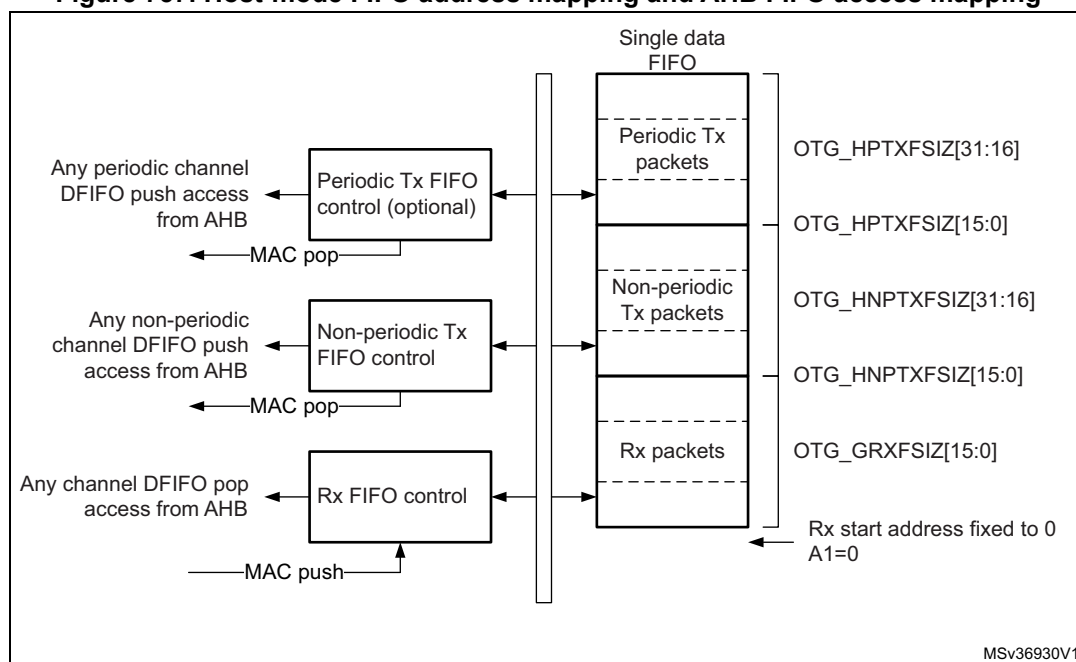 Host-mode FIFO address mapping and AHB FIFO access mapping
Single data
FIFO
Periodic Tx
packets
OTG_HPTXFSIZ[31:16]
Any periodic channel
DFIFO push access
from AHB
Periodic Tx FIFO
control (optional)
MAC pop
OTG_HPTXFSIZ[15:0]
Non-periodic
Tx packets
OTG_HNPTXFSIZ[31:16]
Any non-periodic
channel DFIFO push
access from AHB
Non-periodic Tx
FIFO control
MAC pop
OTG_HNPTXFSIZ[15:0]
Rx packets
OTG_GRXFSIZ[15:0]
Any channel DFIFO pop
access from AHB
Rx FIFO control
MAC push
Rx start address fixed to 0
A1=0
MSv36930V1